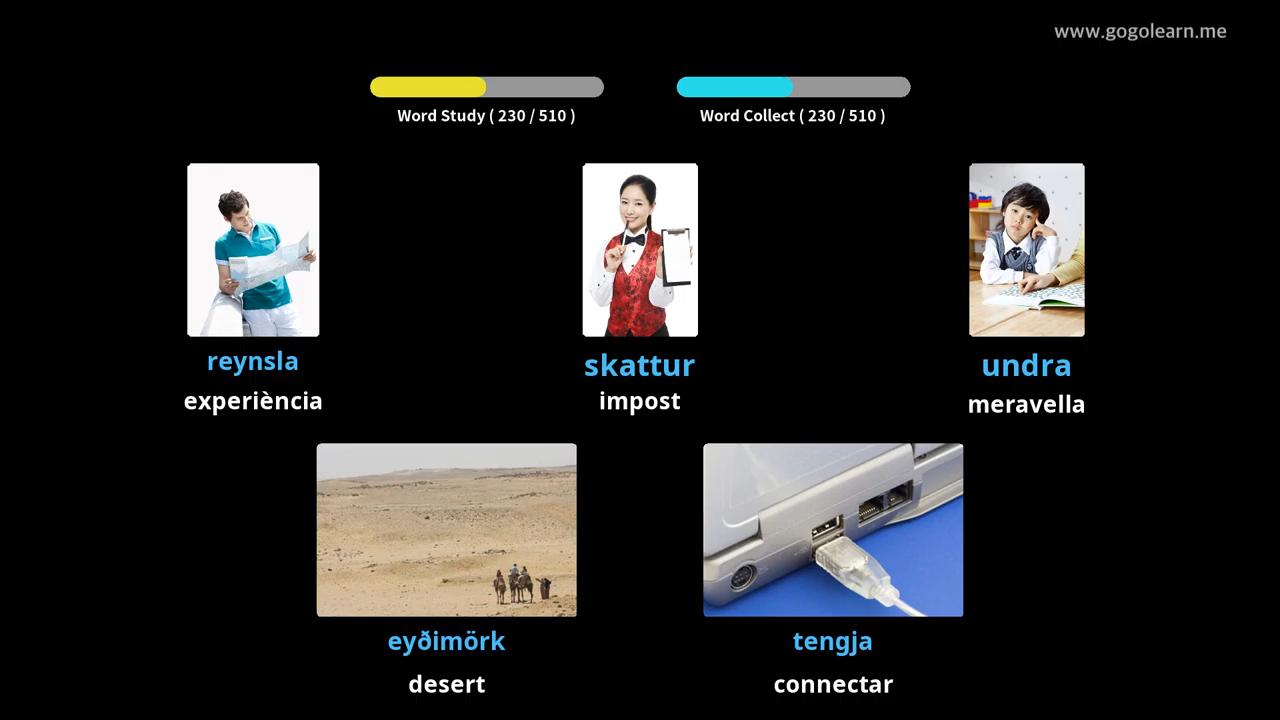 www.gogolearn.me
Word Study ( 230 / 510 )
Word Collect ( 230 / 510 )
reynsla
experiència
skattur
impost
undra
meravella
eyðimörk
desert
tengja
connectar